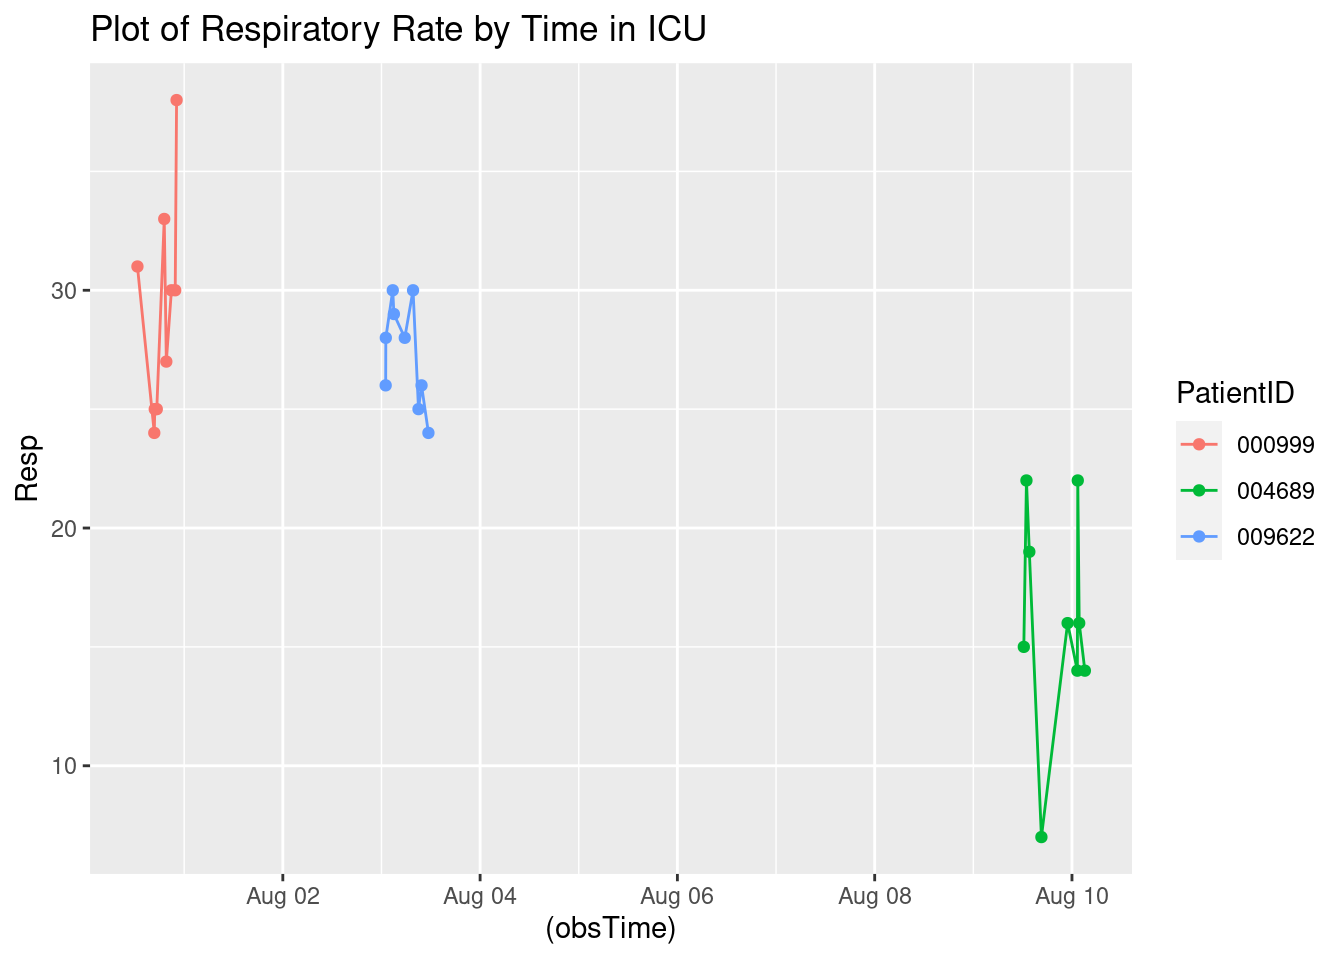 Plot of Respiratory Rate by Time in ICU
Resp
30
20
10
Aug 02 Aug 04 Aug 06 Aug 08 Aug 10
(obsTime)
PatientID
000999
004689
009622